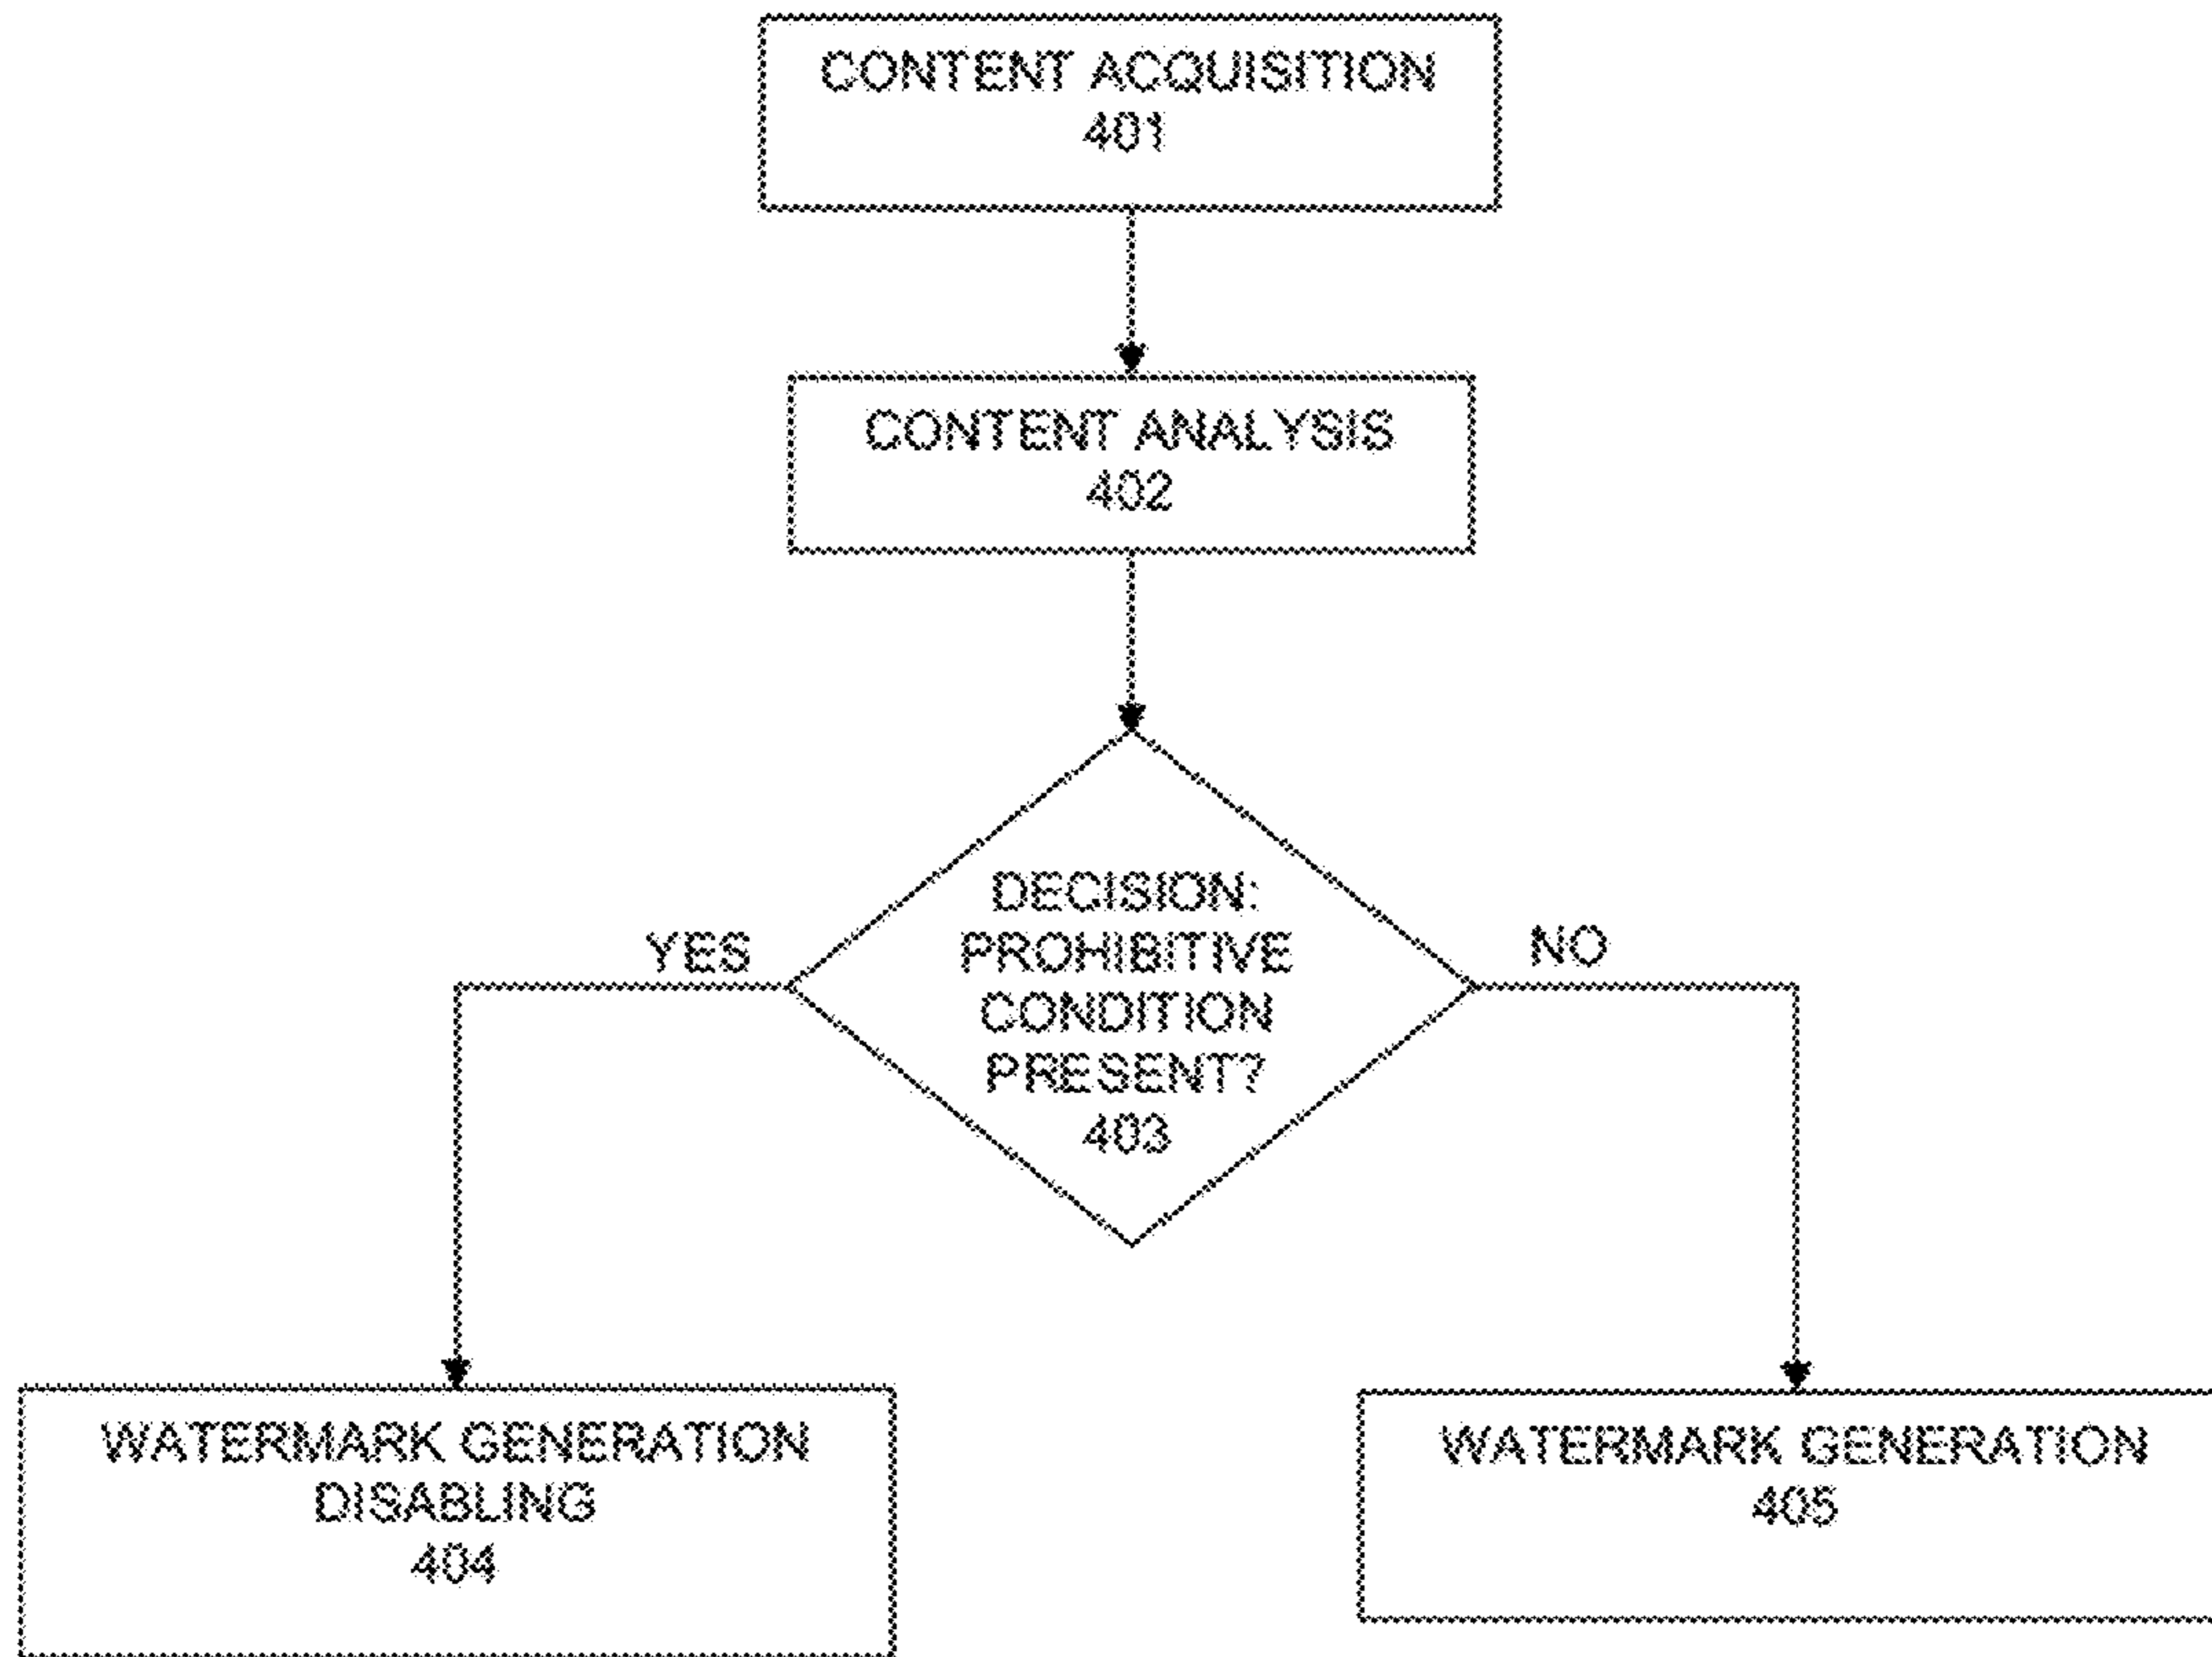 CONTENT ACQUISITION
401
CONTENT ANALYSIS
402
DECISION:
PROHIBITIVE
CONDITION
PRESENT?
403
YES
NO
WATERMARK GENERATION
DISABLING
404
WATERMARK GENERATION
405